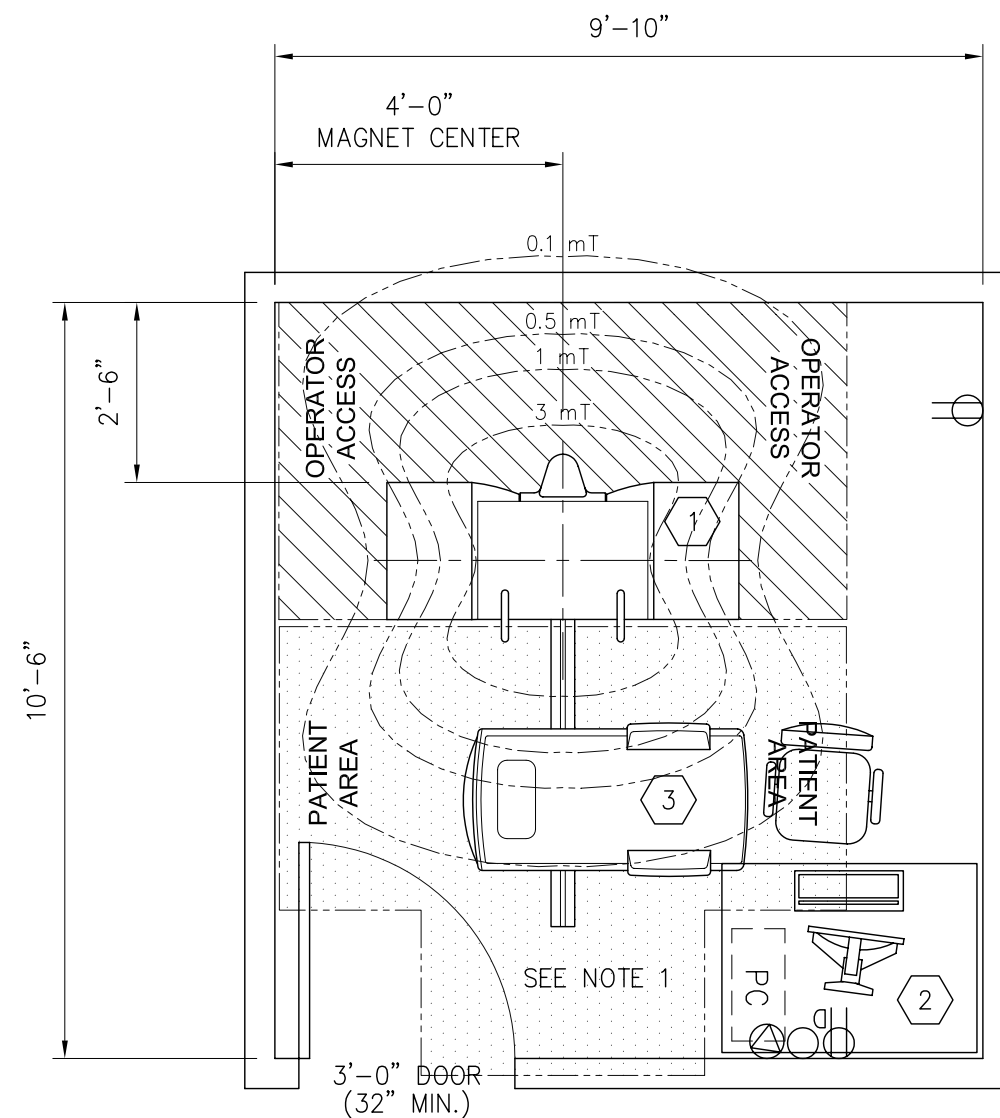 9'-10"
4'-0"
MAGNET CENTER
0.1 mT
0.5 mT
1 mT
3 mT
OPERATOR
ACCESS
OPERATOR
ACCESS
2'-6"
1
10'-6"
PATIENT
AREA
PATIENT
AREA
3
SEE NOTE 1
PC
2
3'-0" DOOR
(32" MIN.)